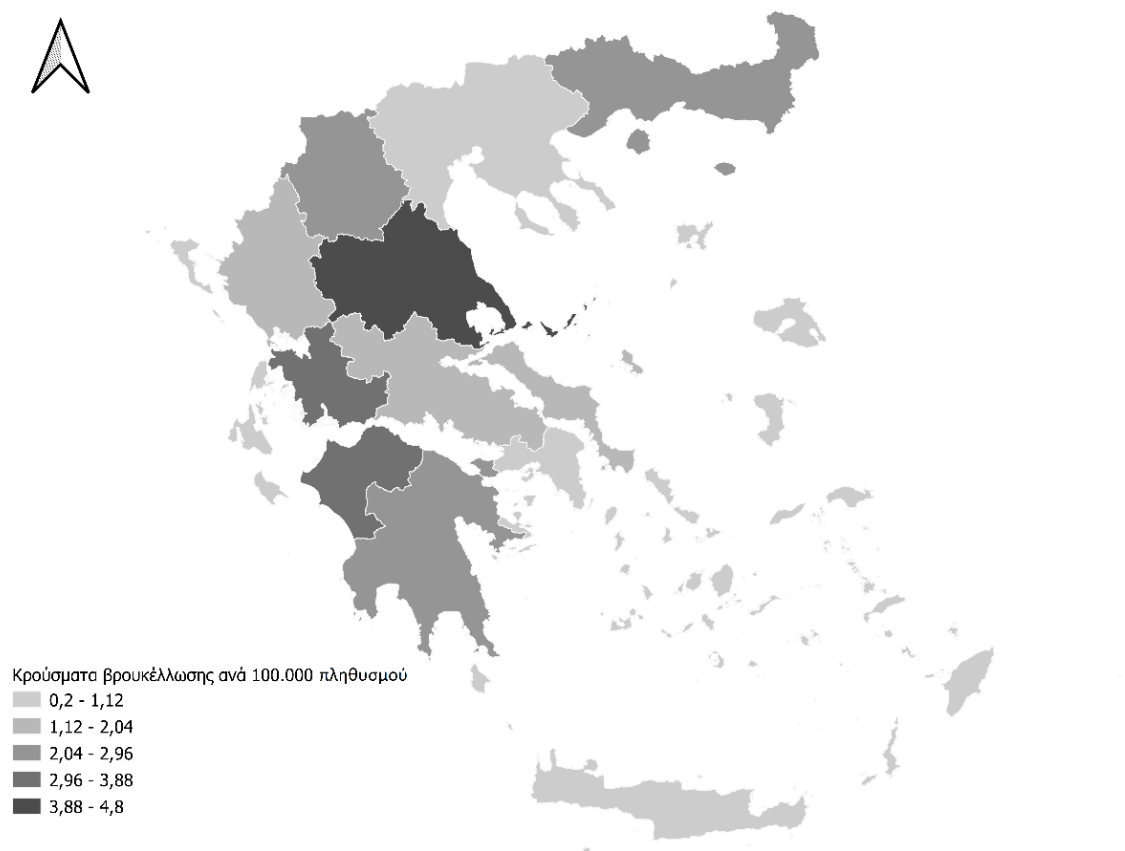 Κρούσματα βρουκέλλωσης ανά 100.000 πληθυσμού
0,2 - 1,12
1,12 - 2,04
2,04 - 2,96
2,96 - 3,88
3,88 - 4,8